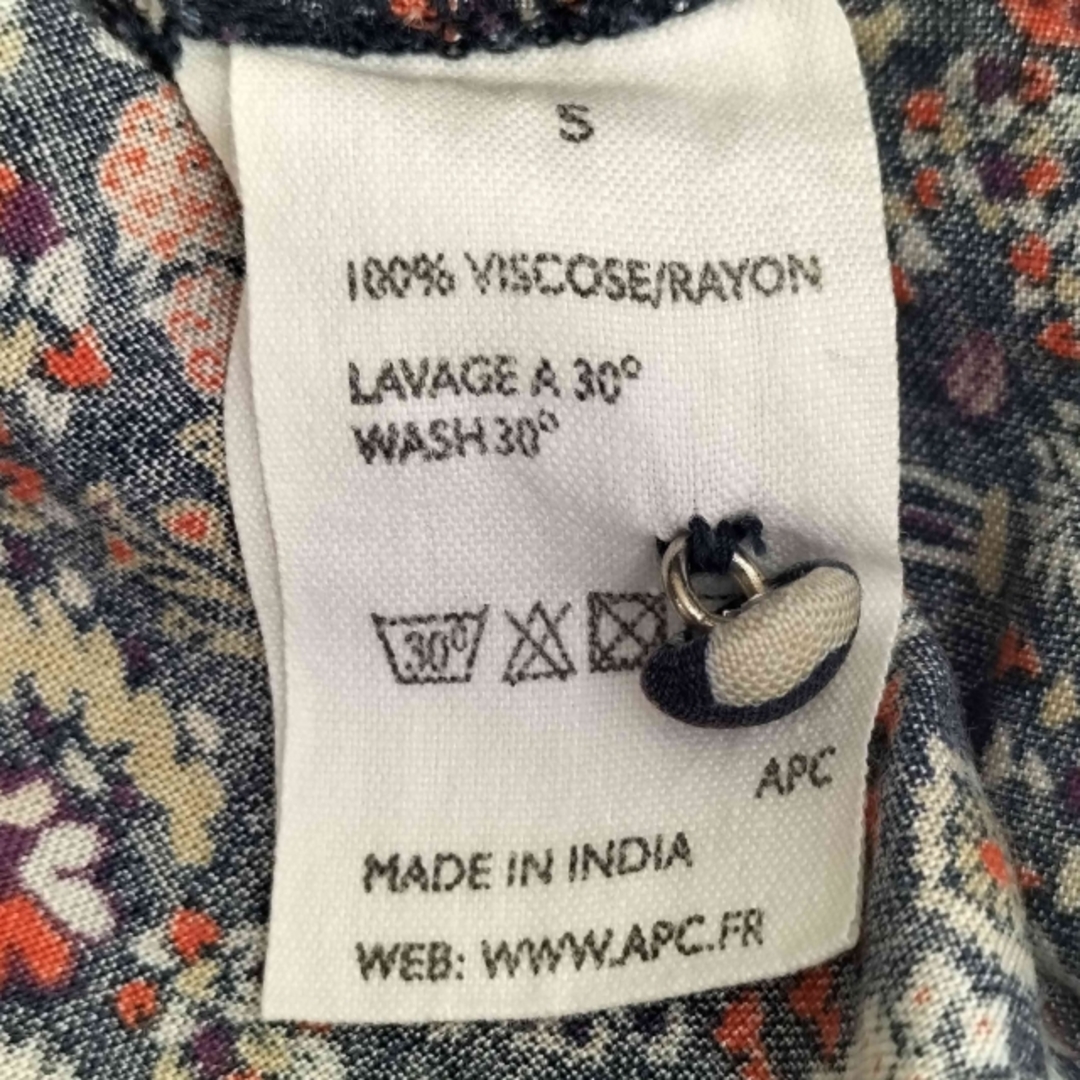 S
100% VISCOSE/RAYON
LAVAGE A 30°
WASH 30°
30°
APC
MADE IN INDIA
WEB: WWW.APC.FR